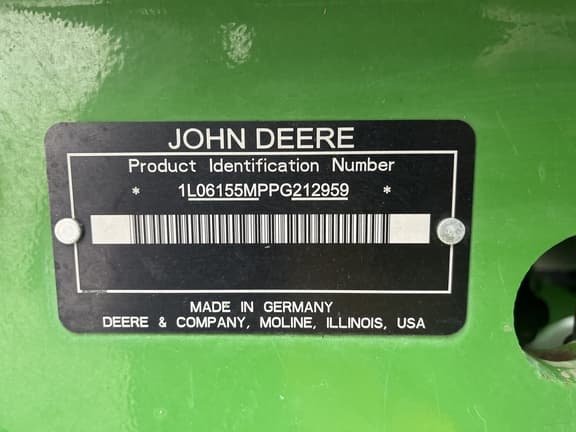 JOHN DEERE
Product Identification Number
* 1L06155MPPG212959 *
MADE IN GERMANY
DEERE & COMPANY, MOLINE, ILLINOIS, USA